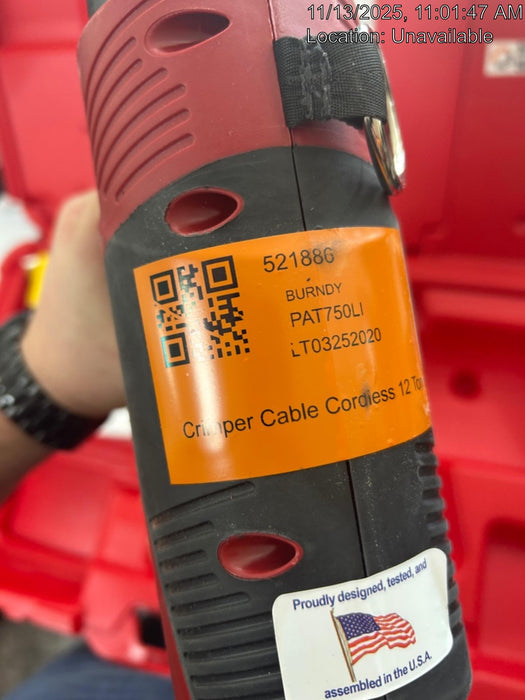 11/13/2025, 11:01:47 AM
Location: Unavailable
521886
BURNDY
PAT750LI
LT03252020
Crimper Cable Cordless 12 Ton
Proudly designed, tested, and
assembled in the U.S.A.